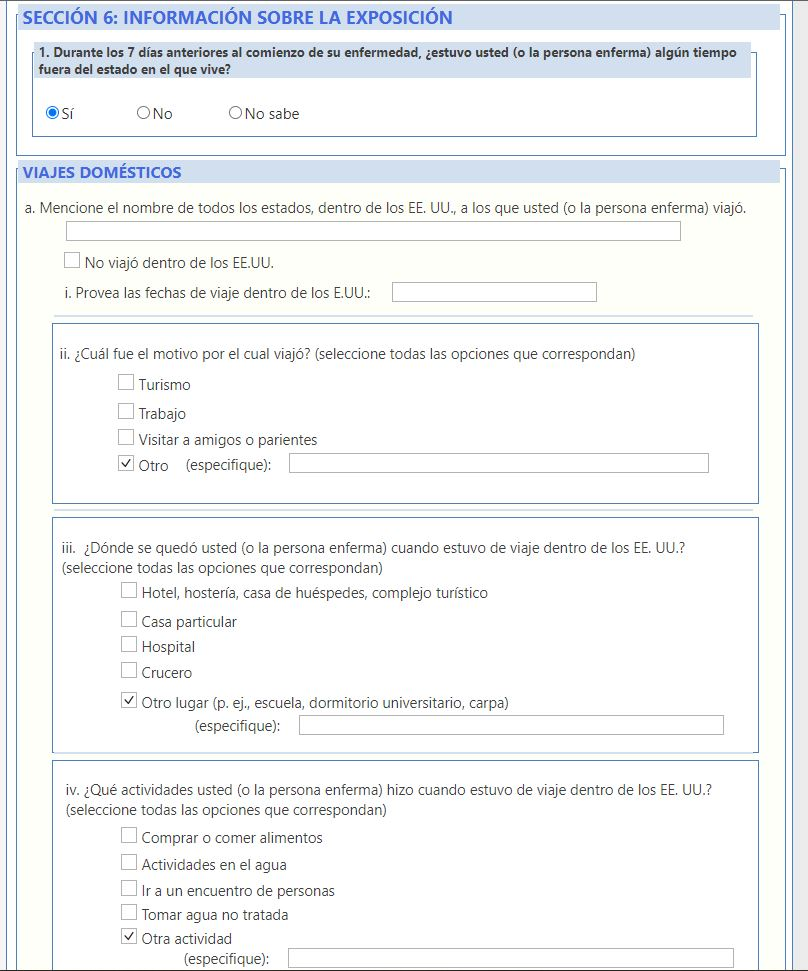 SECCIÓN 6: INFORMACIÓN SOBRE LA EXPOSICIÓN
1. Durante los 7 días anteriores al comienzo de su enfermedad, ¿estuvo usted (o la persona enferma) algún tiempo
fuera del estado en el que vive?
Sí No No sabe
VIAJES DOMÉSTICOS
a. Mencione el nombre de todos los estados, dentro de los EE. UU., a los que usted (o la persona enferma) viajó.
No viajó dentro de los EE.UU.
i. Provea las fechas de viaje dentro de los E.UU.:
ii. ¿Cuál fue el motivo por el cual viajó? (seleccione todas las opciones que correspondan)
Turismo
Trabajo
Visitar a amigos o parientes
Otro (especifique):
iii. ¿Dónde se quedó usted (o la persona enferma) cuando estuvo de viaje dentro de los EE. UU.?
(seleccione todas las opciones que correspondan)
Hotel, hostería, casa de huéspedes, complejo turístico
Casa particular
Hospital
Crucero
Otro lugar (p. ej., escuela, dormitorio universitario, carpa)
(especifique):
iv. ¿Qué actividades usted (o la persona enferma) hizo cuando estuvo de viaje dentro de los EE. UU.?
(seleccione todas las opciones que correspondan)
Comprar o comer alimentos
Actividades en el agua
Ir a un encuentro de personas
Tomar agua no tratada
Otra actividad
(especifique):